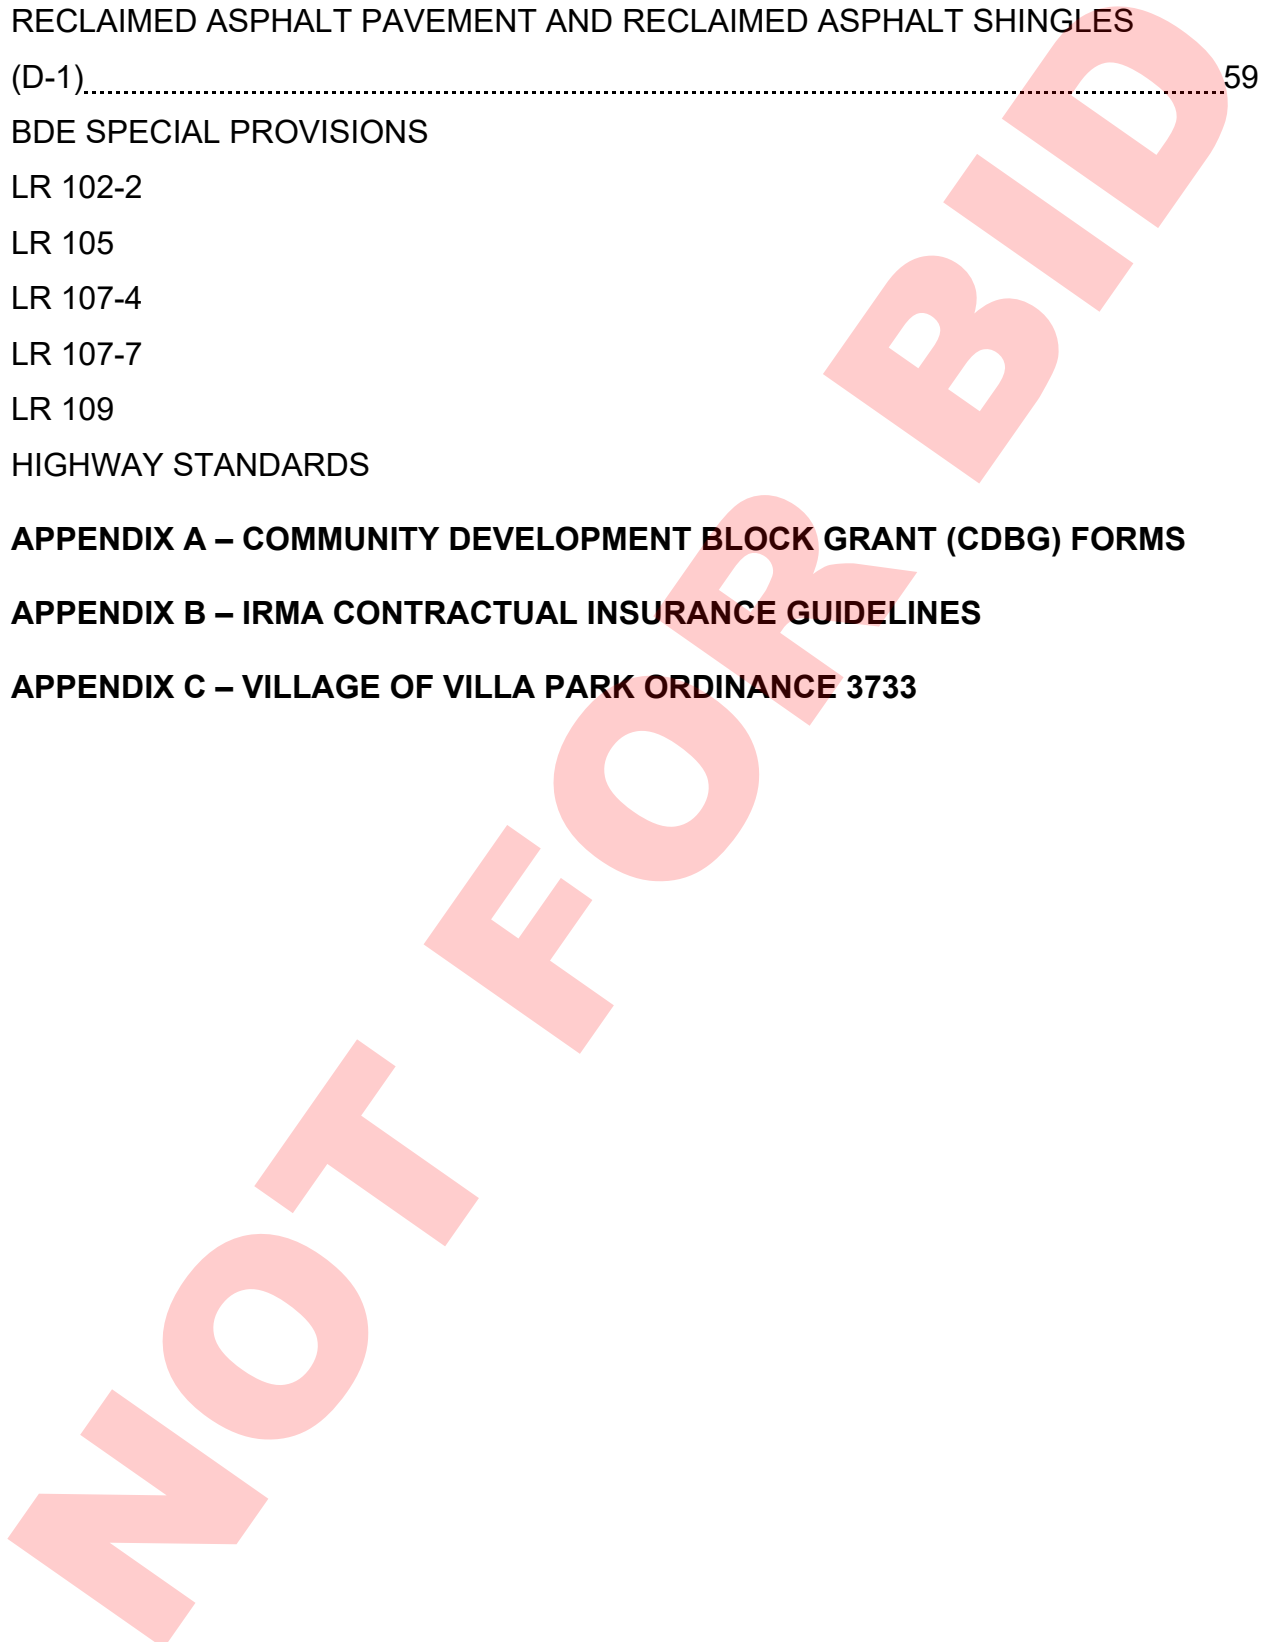 RECLAIMED ASPHALT PAVEMENT AND RECLAIMED ASPHALT SHINGLES
(D-1)59
BDE SPECIAL PROVISIONS
LR 102-2
LR 105
LR 107-4
LR 107-7
LR 109
HIGHWAY STANDARDS
APPENDIX A – COMMUNITY DEVELOPMENT BLOCK GRANT (CDBG) FORMS
APPENDIX B – IRMA CONTRACTUAL INSURANCE GUIDELINES
APPENDIX C – VILLAGE OF VILLA PARK ORDINANCE 3733
NOT FOR BID